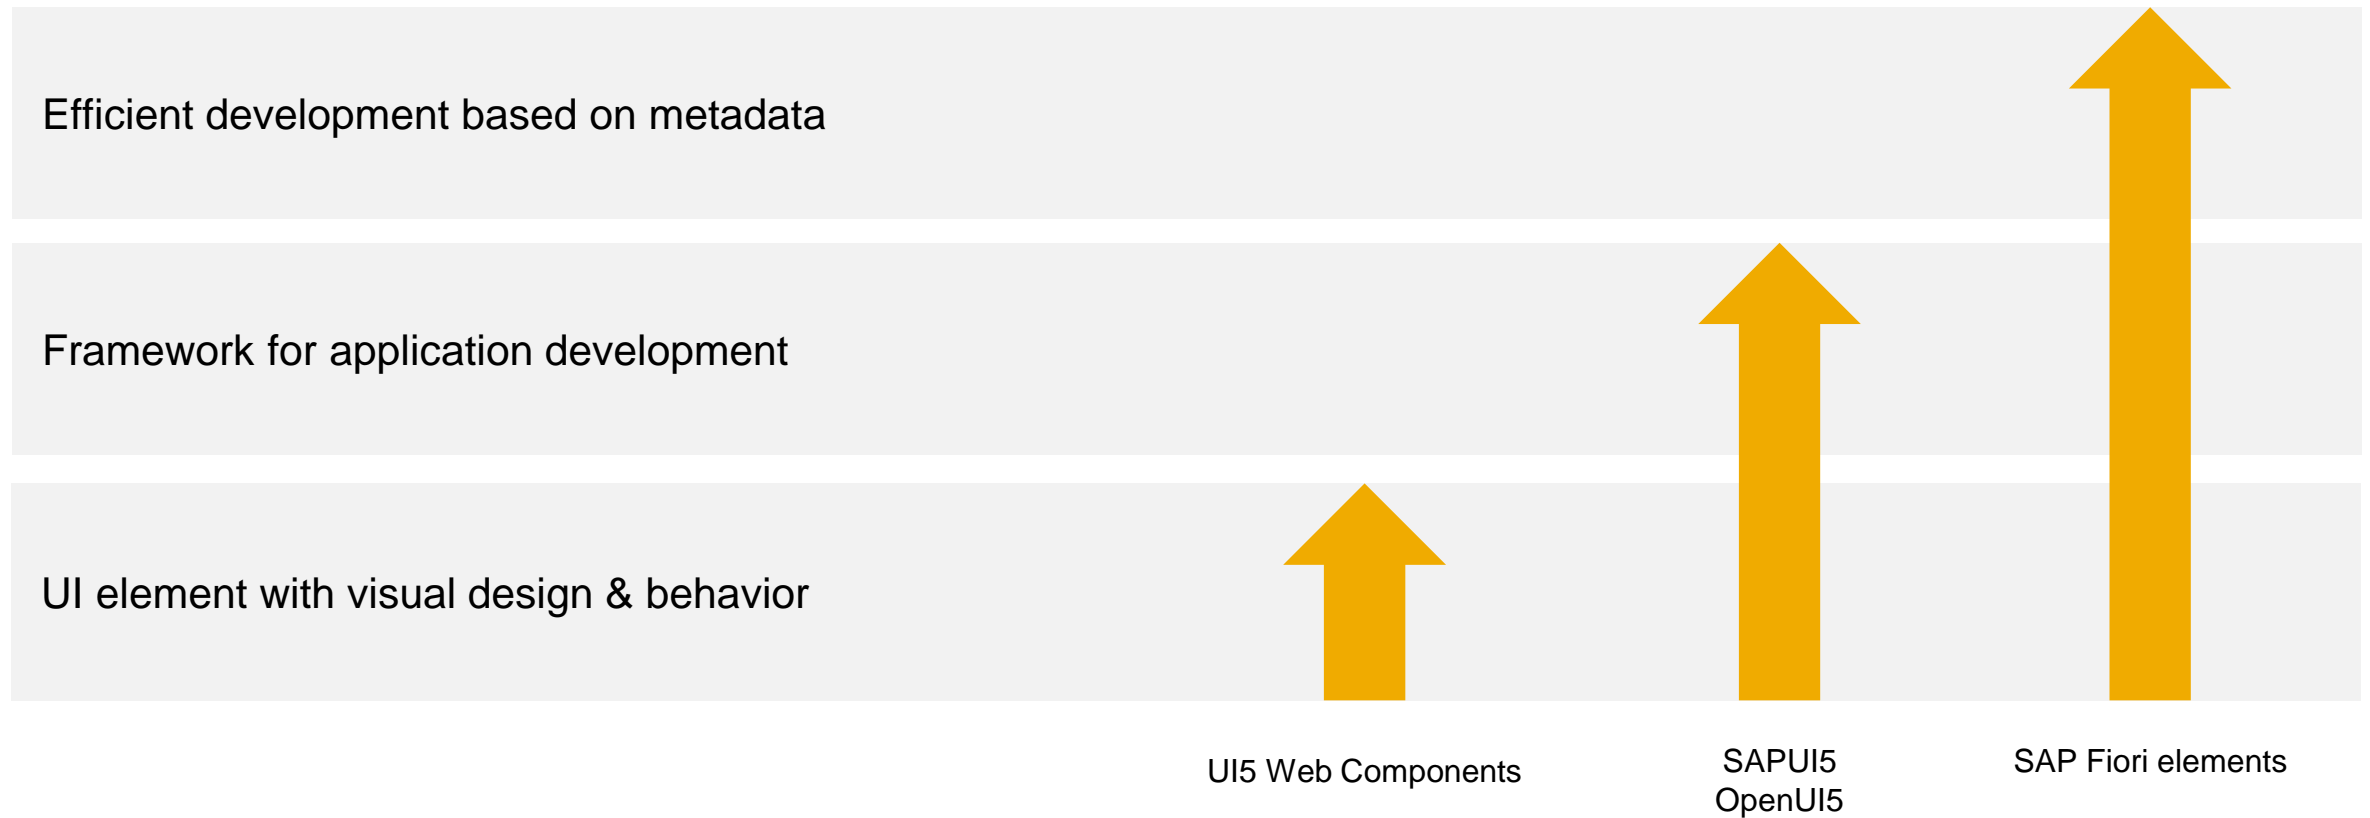 Efficient development based on metadata
Framework for application development
UI element with visual design & behavior
UI5 Web Components
SAPUI5
OpenUI5
SAP Fiori elements